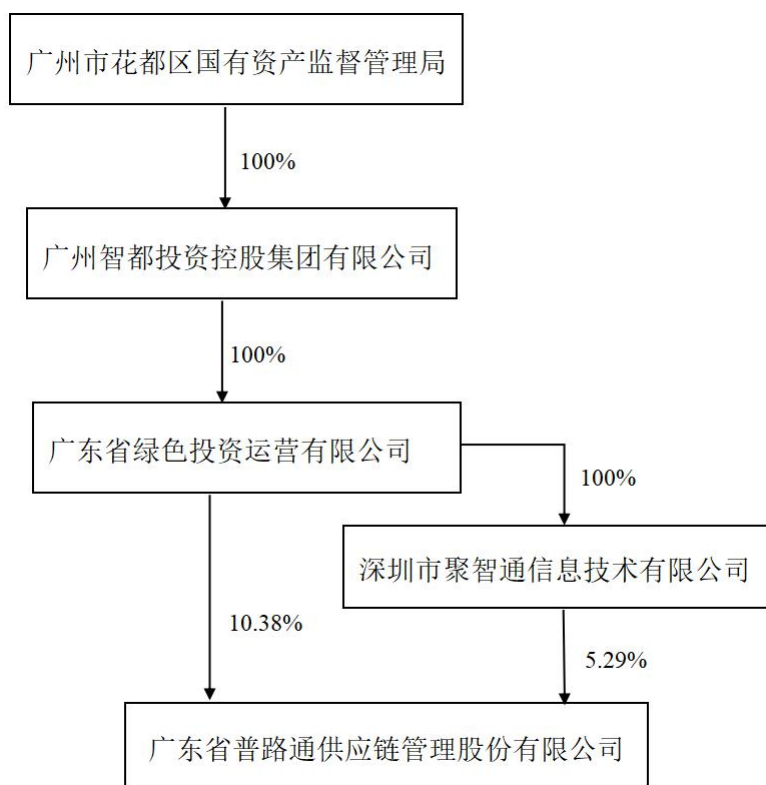 广州市花都区国有资产监督管理局
100%
广州智都投资控股集团有限公司
100%
广东省绿色投资运营有限公司
100%
深圳市聚智通信息技术有限公司
10.38%
5.29%
广东省普路通供应链管理股份有限公司